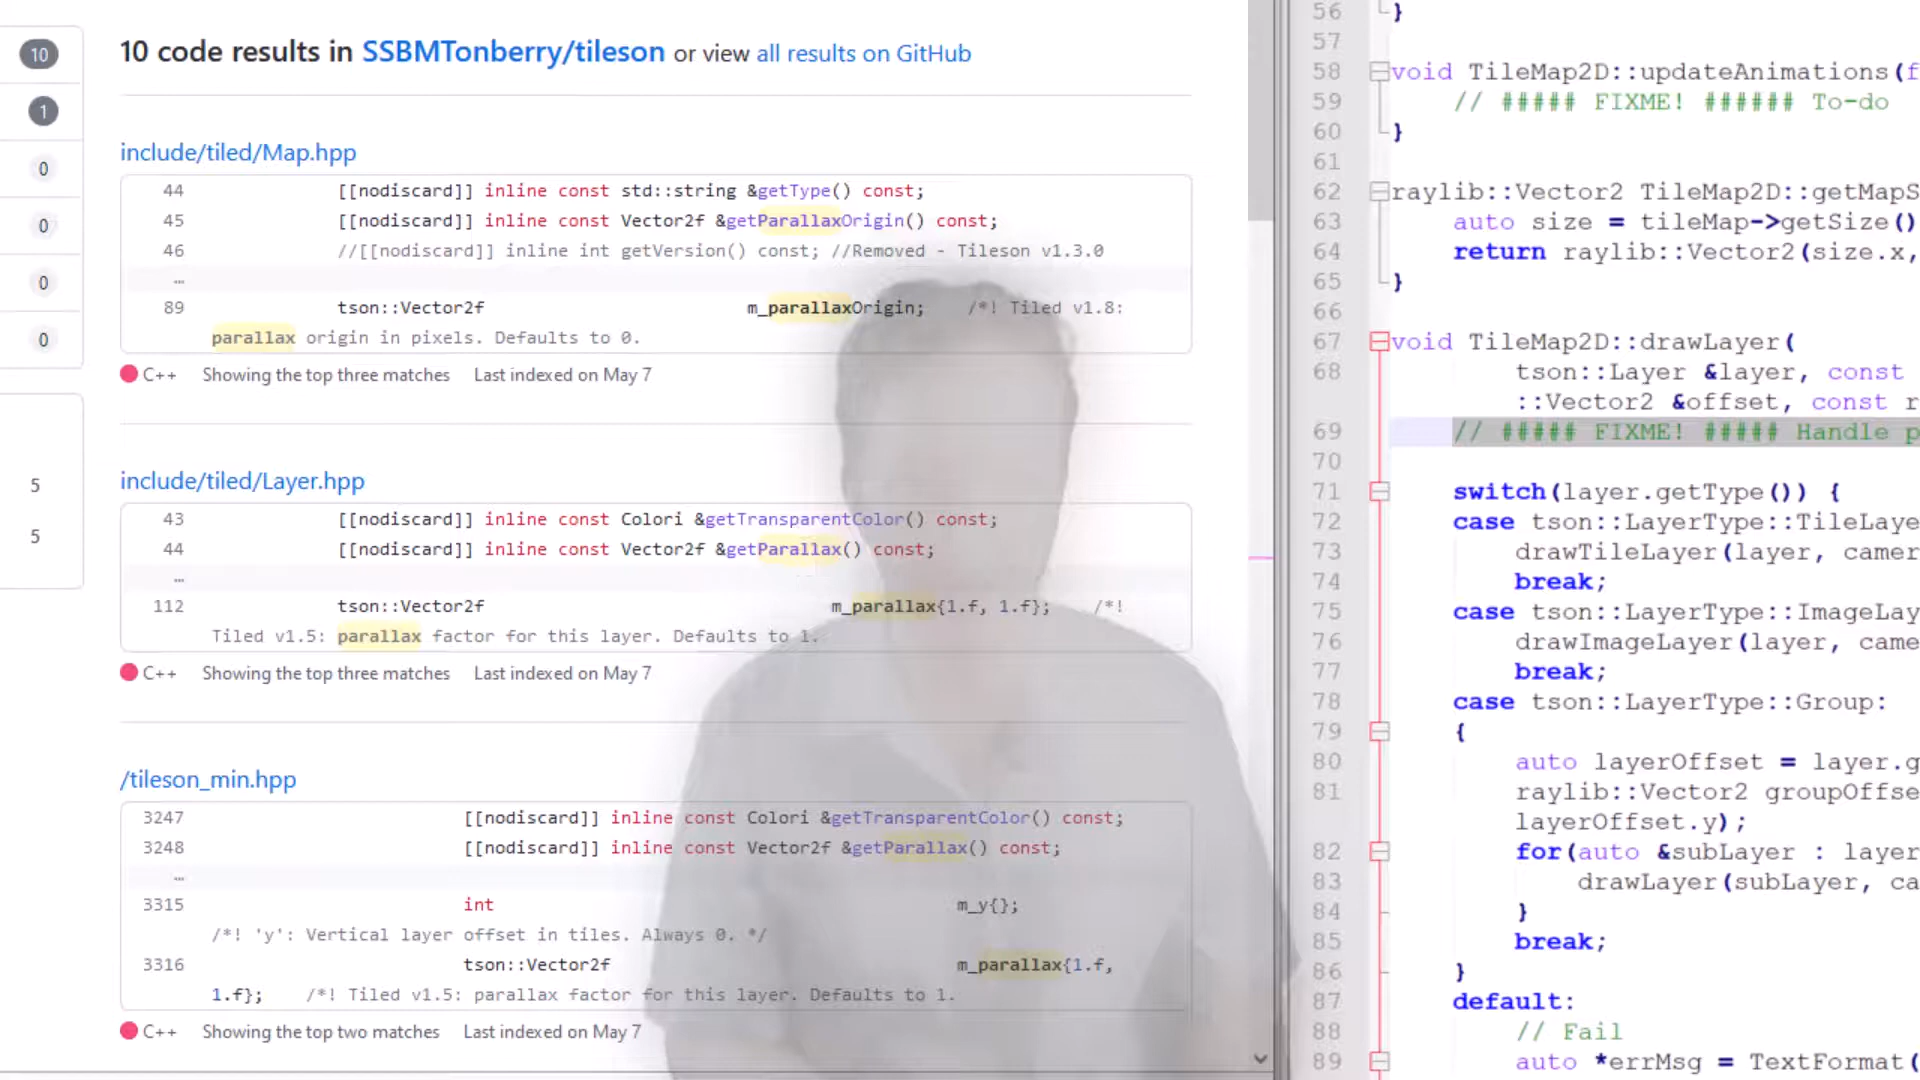 10
1
0
0
0
0
5
5
10 code results in SSBMTonberry/tileson or view all results on GitHub
include/tiled/Map.hpp
44 [[nodiscard]] inline const std::string &getType() const;
45 [[nodiscard]] inline const Vector2f &getParallaxOrigin() const;
46 //[[nodiscard]] inline int getVersion() const; //Removed - Tileson v1.3.0
…
89 tson::Vector2f m_parallaxOrigin; /*! Tiled v1.8:
parallax origin in pixels. Defaults to 0.
C++ Showing the top three matches Last indexed on May 7
include/tiled/Layer.hpp
43 [[nodiscard]] inline const Colori &getTransparentColor() const;
44 [[nodiscard]] inline const Vector2f &getParallax() const;
…
112 tson::Vector2f m_parallax{1.f, 1.f}; /*!
Tiled v1.5: parallax factor for this layer. Defaults to 1.
C++ Showing the top three matches Last indexed on May 7
/tileson_min.hpp
3247 [[nodiscard]] inline const Colori &getTransparentColor() const;
3248 [[nodiscard]] inline const Vector2f &getParallax() const;
…
3315 int m_y{};
/*! 'y': Vertical layer offset in tiles. Always 0. */
3316 tson::Vector2f m_parallax{1.f,
1.f}; /*! Tiled v1.5: parallax factor for this layer. Defaults to 1.
C++ Showing the top two matches Last indexed on May 7
56 }
57
58 void TileMap2D::updateAnimations(f
59 // ##### FIXME! ###### To-do
60 }
61
62 raylib::Vector2 TileMap2D::getMapS
63 auto size = tileMap->getSize()
64 return raylib::Vector2(size.x,
65 }
66
67 void TileMap2D::drawLayer(
68 tson::Layer &layer, const
::Vector2 &offset, const r
69 // ##### FIXME! ##### Handle p
70
71 switch(layer.getType()) {
72 case tson::LayerType::TileLaye
73 drawTileLayer(layer, camer
74 break;
75 case tson::LayerType::ImageLay
76 drawImageLayer(layer, came
77 break;
78 case tson::LayerType::Group:
79 {
80 auto layerOffset = layer.g
81 raylib::Vector2 groupOffse
layerOffset.y);
82 for(auto &subLayer : layer
83 drawLayer(subLayer, ca
84 }
85 break;
86 }
87 default:
88 // Fail
89 auto *errMsg = TextFormat(